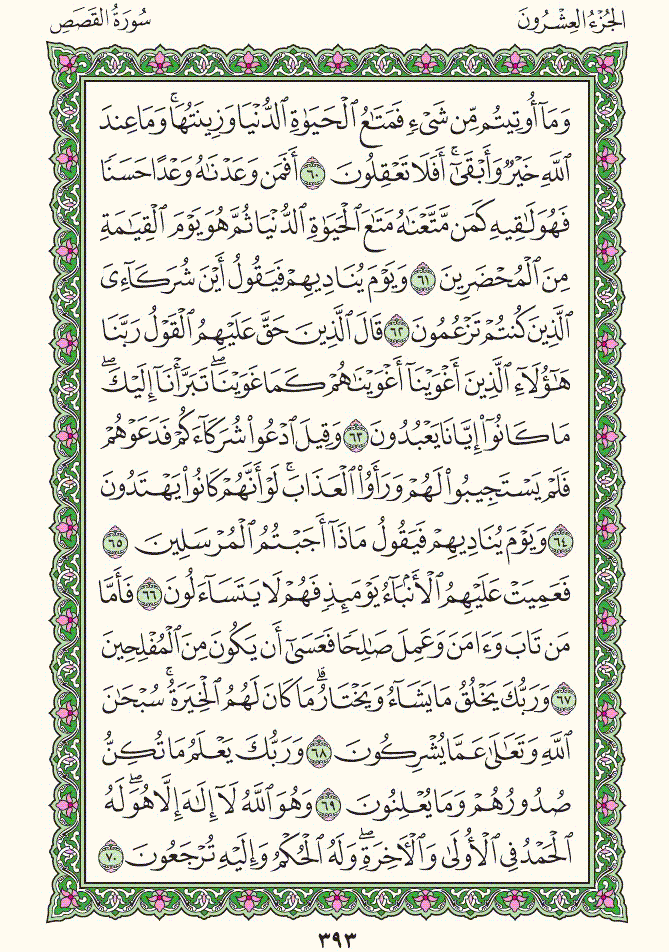 الجُزْءُ العِشْرُونَ
سُورَةُ القَصَصِ
وَمَآ أُوتِيتُم مِّن شَىْءٍ فَمَتَٰعُ ٱلْحَيَوٰةِ ٱلدُّنْيَا وَزِينَتُهَا ۚ وَمَا عِندَ
ٱللَّهِ خَيْرٌ وَأَبْقَىٰٓ ۚ أَفَلَا تَعْقِلُونَ ٦٠ أَفَمَن وَعَدْنَٰهُ وَعْدًا حَسَنًا
فَهُوَ لَٰقِيهِ كَمَن مَّتَّعْنَٰهُ مَتَٰعَ ٱلْحَيَوٰةِ ٱلدُّنْيَا ثُمَّ هُوَ يَوْمَ ٱلْقِيَٰمَةِ
مِنَ ٱلْمُحْضَرِينَ ٦١ وَيَوْمَ يُنَادِيهِمْ فَيَقُولُ أَيْنَ شُرَكَآءِىَ
ٱلَّذِينَ كُنتُمْ تَزْعُمُونَ ٦٢ قَالَ ٱلَّذِينَ حَقَّ عَلَيْهِمُ ٱلْقَوْلُ رَبَّنَا
هَٰٓؤُلَآءِ ٱلَّذِينَ أَغْوَيْنَآ أَغْوَيْنَٰهُمْ كَمَا غَوَيْنَا ۖ تَبَرَّأْنَآ إِلَيْكَ ۖ
مَا كَانُوٓا۟ إِيَّانَا يَعْبُدُونَ ٦٣ وَقِيلَ ٱدْعُوا۟ شُرَكَآءَكُمْ فَدَعَوْهُمْ
فَلَمْ يَسْتَجِيبُوا۟ لَهُمْ وَرَأَوُا۟ ٱلْعَذَابَ ۚ لَوْ أَنَّهُمْ كَانُوا۟ يَهْتَدُونَ
٦٤ وَيَوْمَ يُنَادِيهِمْ فَيَقُولُ مَاذَآ أَجَبْتُمُ ٱلْمُرْسَلِينَ ٦٥
فَعَمِيَتْ عَلَيْهِمُ ٱلْأَنۢبَآءُ يَوْمَئِذٍ فَهُمْ لَا يَتَسَآءَلُونَ ٦٦ فَأَمَّا
مَن تَابَ وَءَامَنَ وَعَمِلَ صَٰلِحًا فَعَسَىٰٓ أَن يَكُونَ مِنَ ٱلْمُفْلِحِينَ
٦٧ وَرَبُّكَ يَخْلُقُ مَا يَشَآءُ وَيَخْتَارُ ۗ مَا كَانَ لَهُمُ ٱلْخِيَرَةُ ۚ سُبْحَٰنَ
ٱللَّهِ وَتَعَٰلَىٰ عَمَّا يُشْرِكُونَ ٦٨ وَرَبُّكَ يَعْلَمُ مَا تُكِنُّ
صُدُورُهُمْ وَمَا يُعْلِنُونَ ٦٩ وَهُوَ ٱللَّهُ لَآ إِلَٰهَ إِلَّا هُوَ ۖ لَهُ
ٱلْحَمْدُ فِى ٱلْأُولَىٰ وَٱلْءَاخِرَةِ ۖ وَلَهُ ٱلْحُكْمُ وَإِلَيْهِ تُرْجَعُونَ ٧٠
٣٩٣